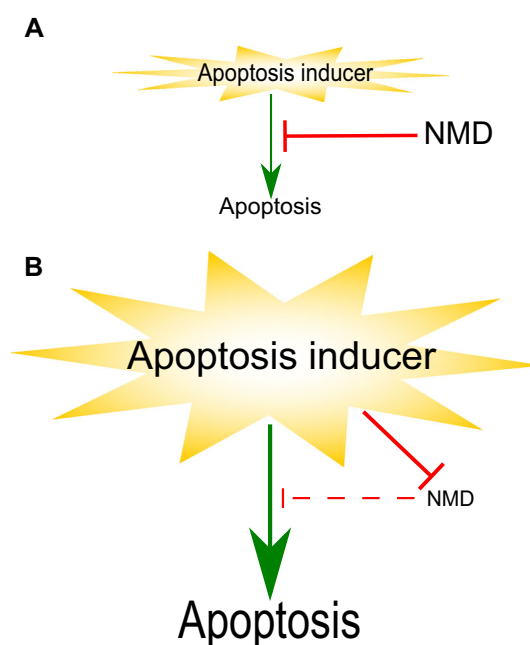 A
Apoptosis inducer
NMD
Apoptosis
B
Apoptosis inducer
NMD
Apoptosis